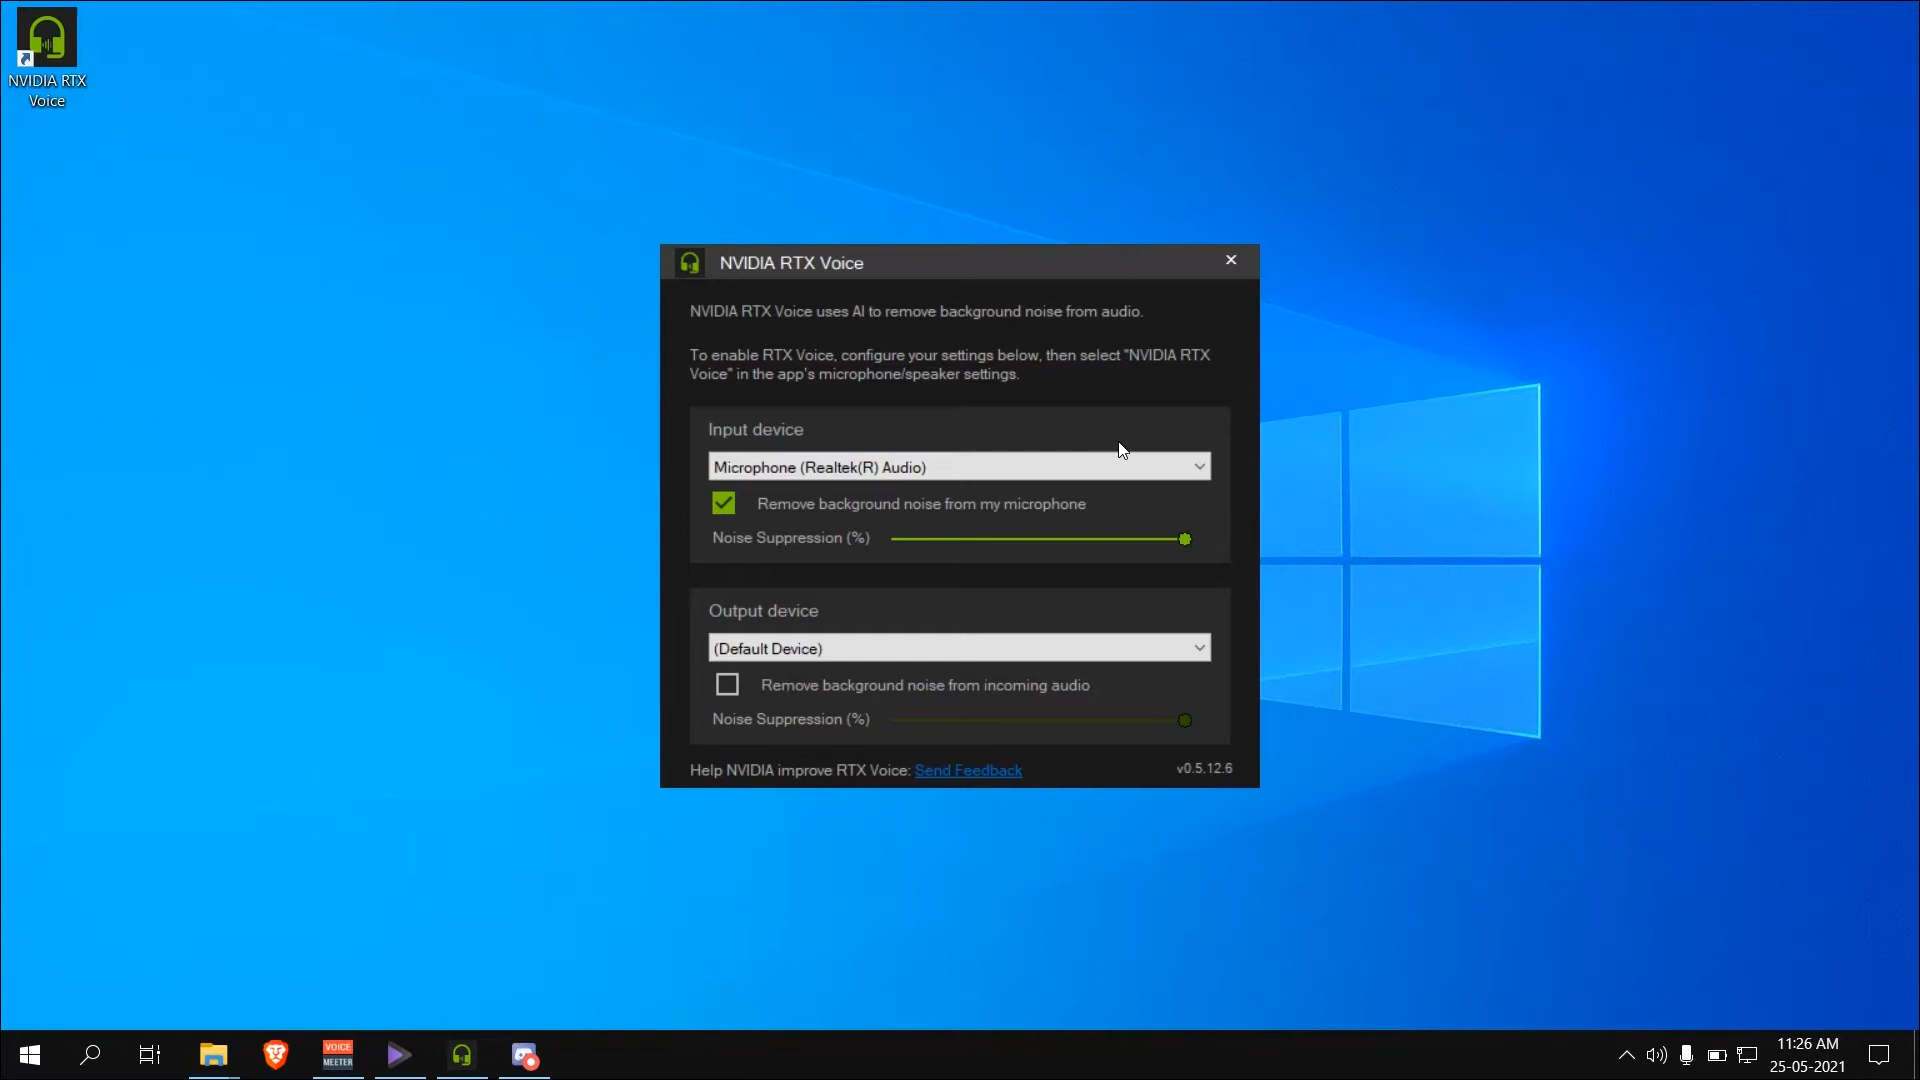 NVIDIA RTX
Voice
NVIDIA RTX Voice
NVIDIA RTX Voice uses AI to remove background noise from audio.
To enable RTX Voice, configure your settings below, then select "NVIDIA RTX
Voice" in the app's microphone/speaker settings.
Input device
Microphone (Realtek(R) Audio)
Remove background noise from my microphone
Noise Suppression (%)
Output device
(Default Device)
Remove background noise from incoming audio
Noise Suppression (%)
Help NVIDIA improve RTX Voice: Send Feedback
v0.5.12.6
VOICE
MEETER
11:26 AM
25-05-2021